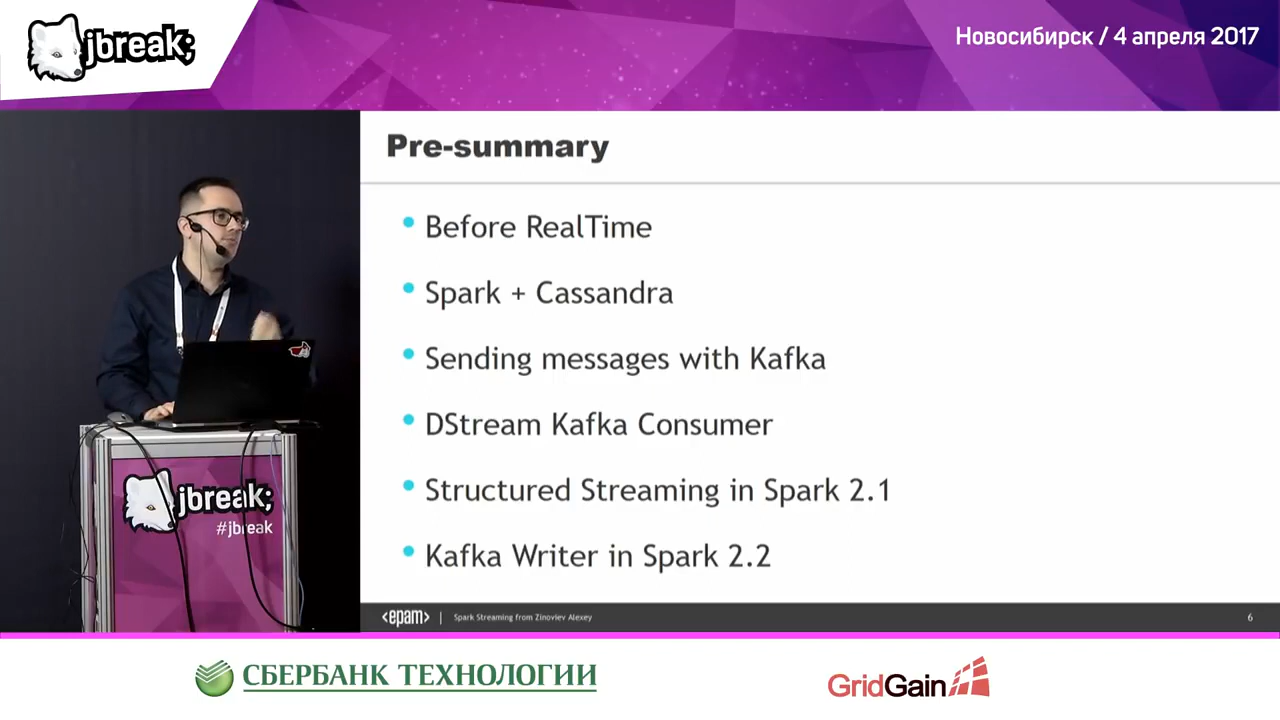 jbreak;
Новосибирск / 4 апреля 2017
Pre-summary
Before RealTime
Spark + Cassandra
Sending messages with Kafka
DStream Kafka Consumer
Structured Streaming in Spark 2.1
Kafka Writer in Spark 2.2
<epam> | Spark Streaming from Zinoviev Alexey 6
jbreak;
#jbreak
СБЕРБАНК ТЕХНОЛОГИИ
GridGain